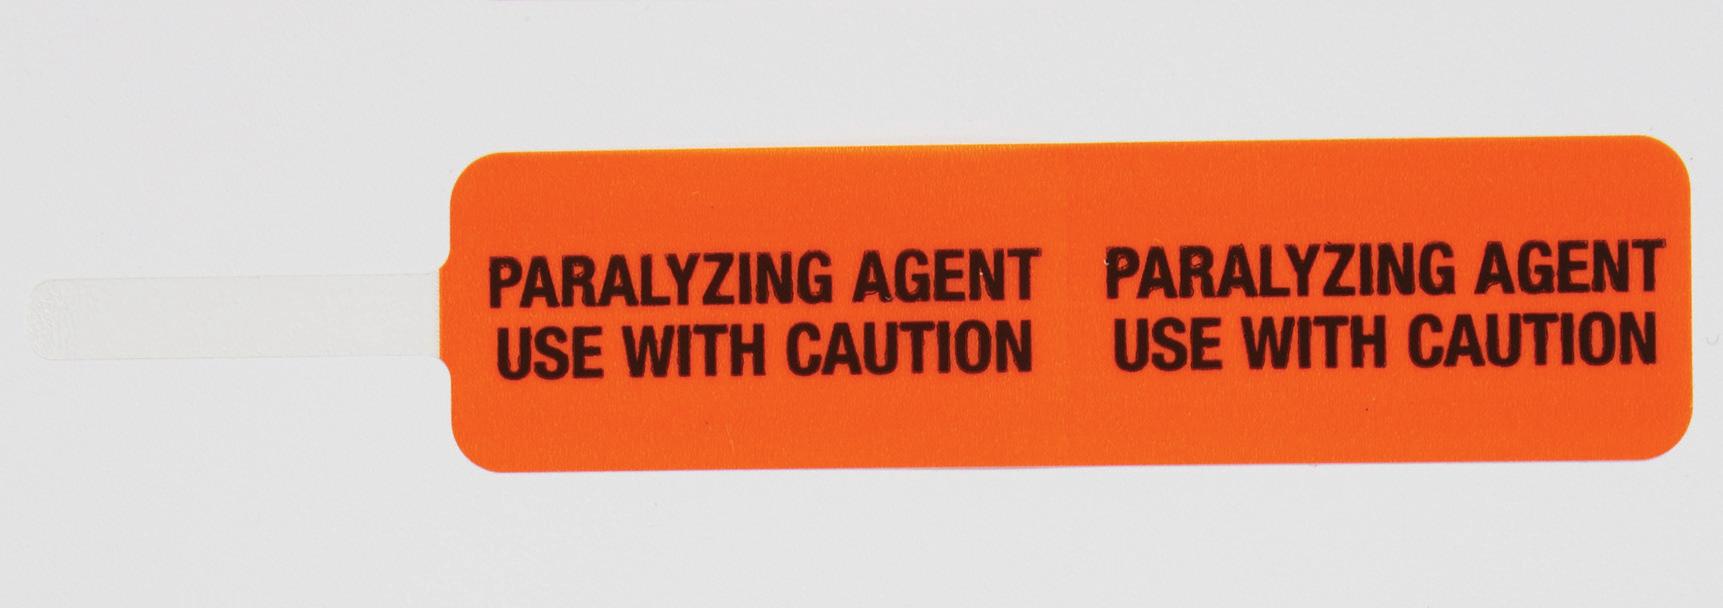 PARALYZING AGENT
USE WITH CAUTION
PARALYZING AGENT
USE WITH CAUTION